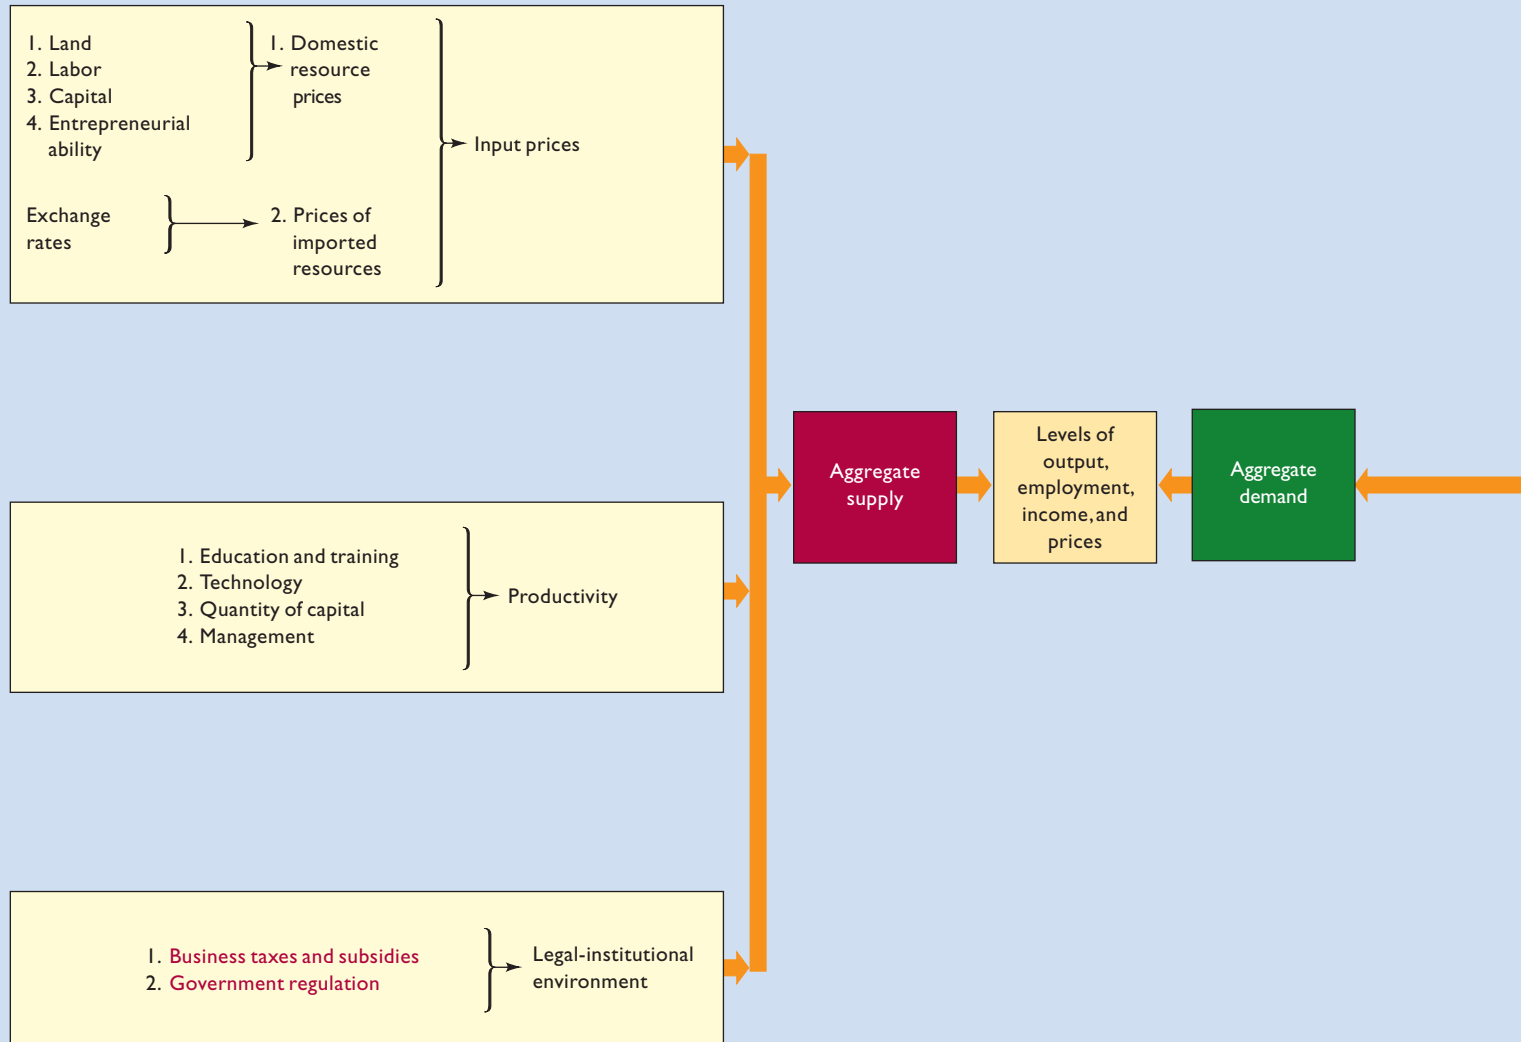 1. Land
2. Labor
3. Capital
4. Entrepreneurial
ability
1. Domestic
resource
prices
Input prices
Exchange
rates
2. Prices of
imported
resources
Aggregate
supply
Levels of
output,
employment,
income,and
prices
Aggregate
demand
1. Education and training
2. Technology
3. Quantity of capital
4. Management
Productivity
1. Business taxes and subsidies
2. Government regulation
Legal-institutional
environment